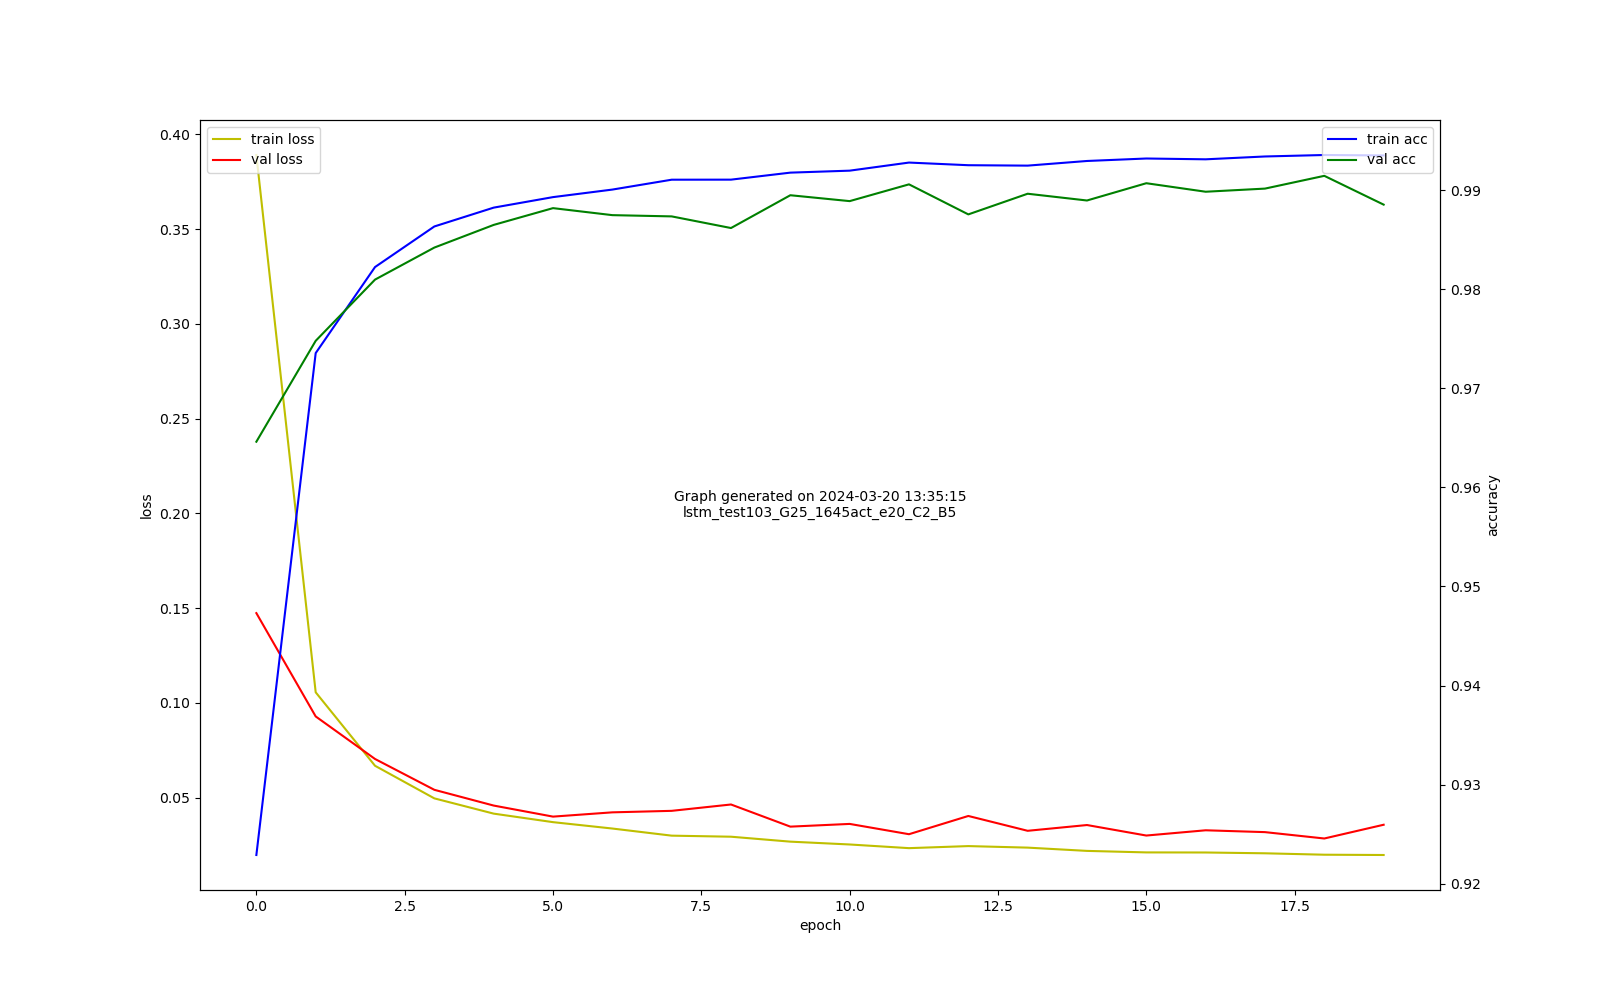 train loss
val loss
train acc
val acc
0.40
0.35
0.30
0.25
0.20
0.15
0.10
0.05
loss
Graph generated on 2024-03-20 13:35:15
lstm_test103_G25_1645act_e20_C2_B5
0.99
0.98
0.97
0.96
0.95
0.94
0.93
0.92
accuracy
0.0 2.5 5.0 7.5 10.0 12.5 15.0 17.5
epoch